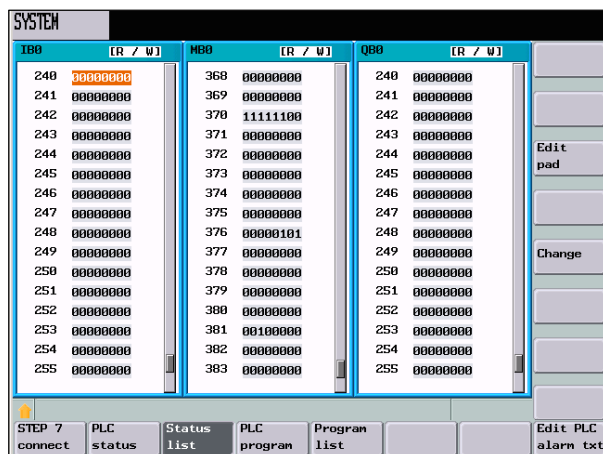 SYSTEM
IB0 [R / W] MB0 [R / W] QB0 [R / W]
240 00000000 368 00000000 240 00000000
241 00000000 369 00000000 241 00000000
242 00000000 370 11111100 242 00000000
243 00000000 371 00000000 243 00000000
244 00000000 372 00000000 244 00000000
245 00000000 373 00000000 245 00000000
246 00000000 374 00000000 246 00000000
247 00000000 375 00000000 247 00000000
248 00000000 376 00000101 248 00000000
249 00000000 377 00000000 249 00000000
250 00000000 378 00000000 250 00000000
251 00000000 379 00000000 251 00000000
252 00000000 380 00000000 252 00000000
253 00000000 381 00100000 253 00000000
254 00000000 382 00000000 254 00000000
255 00000000 383 00000000 255 00000000
Edit
pad
Change
STEP 7 PLC Status PLC Program Edit PLC
connect status list program list alarm txt